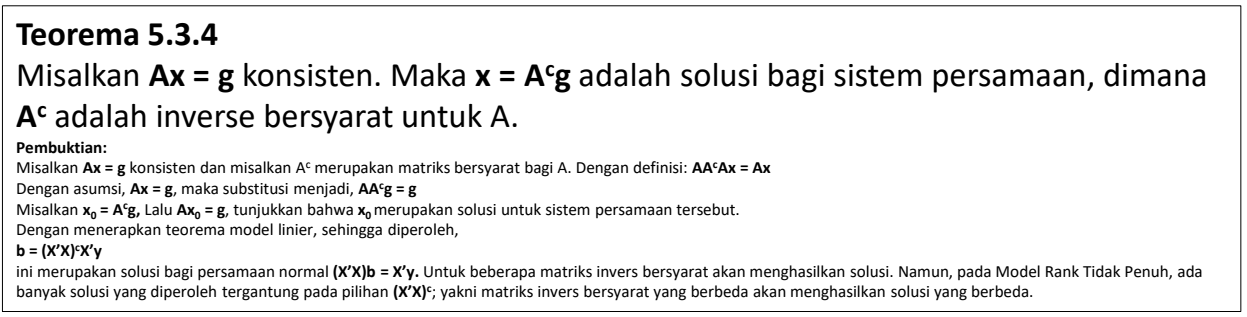 Teorema 5.3.4
Misalkan Ax = g konsisten. Maka x = Aᶜg adalah solusi bagi sistem persamaan, dimana
Aᶜ adalah inverse bersyarat untuk A.
Pembuktian:
Misalkan Ax = g konsisten dan misalkan Aᶜ merupakan matriks bersyarat bagi A. Dengan definisi: AAᶜAx = Ax
Dengan asumsi, Ax = g, maka substitusi menjadi, AAᶜg = g
Misalkan x₀ = Aᶜg, Lalu Ax₀ = g, tunjukkan bahwa x₀ merupakan solusi untuk sistem persamaan tersebut.
Dengan menerapkan teorema model linier, sehingga diperoleh,
b = (X’X)ᶜX’y
ini merupakan solusi bagi persamaan normal (X’X)b = X’y. Untuk beberapa matriks invers bersyarat akan menghasilkan solusi. Namun, pada Model Rank Tidak Penuh, ada
banyak solusi yang diperoleh tergantung pada pilihan (X’X)ᶜ; yakni matriks invers bersyarat yang berbeda akan menghasilkan solusi yang berbeda.